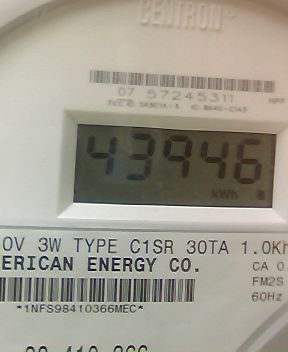 CENTRON®
07 57245311
43946
kWh
0V 3W TYPE C1SR 30TA 1.0Kh
ERICAN ENERGY CO.
CA 0.
FM2S
60Hz
*1NFS98410366MEC*